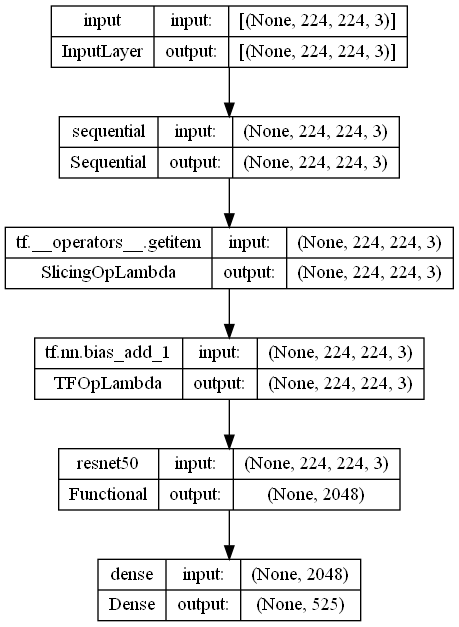 input input: [(None, 224, 224, 3)]
InputLayer output: [(None, 224, 224, 3)]
sequential input: (None, 224, 224, 3)
Sequential output: (None, 224, 224, 3)
tf.__operators__.getitem input: (None, 224, 224, 3)
SlicingOpLambda output: (None, 224, 224, 3)
tf.nn.bias_add_1 input: (None, 224, 224, 3)
TFOpLambda output: (None, 224, 224, 3)
resnet50 input: (None, 224, 224, 3)
Functional output: (None, 2048)
dense input: (None, 2048)
Dense output: (None, 525)